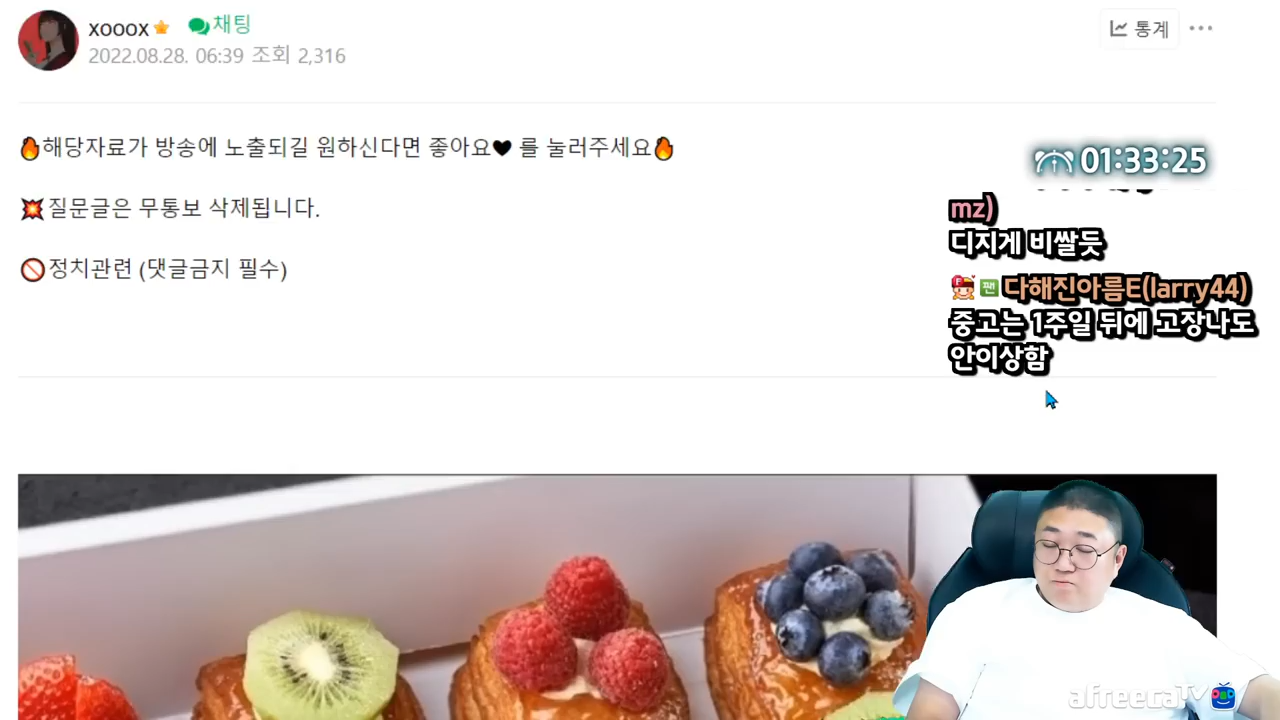 xooox
채팅
통계
2022.08.28. 06:39 조회 2,316
🔥해당자료가 방송에 노출되길 원하신다면 좋아요🖤 를 눌러주세요🔥
💥질문글은 무통보 삭제됩니다.
🚫정치관련 (댓글금지 필수)
01:33:25
mz)
디지게 비쌀듯
팬 다해진아름E(larry44)
중고는 1주일 뒤에 고장나도
안이상함
afreecaTV